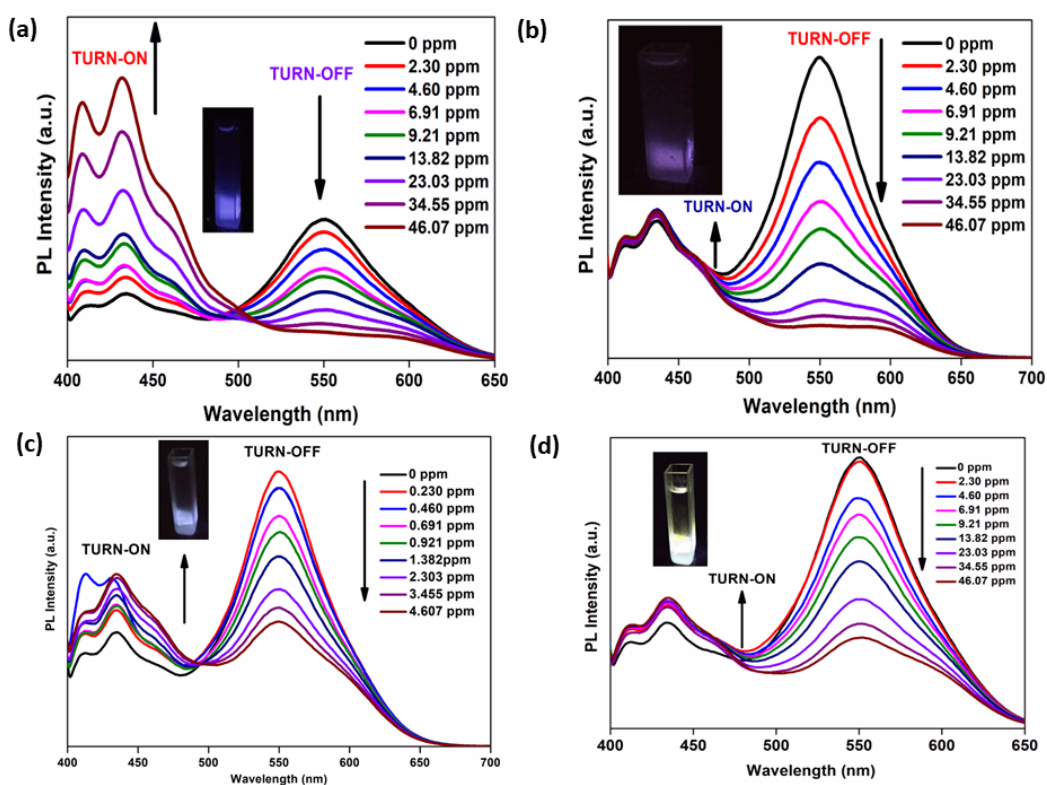 (a)
TURN-ON
TURN-OFF
0 ppm
2.30 ppm
4.60 ppm
6.91 ppm
9.21 ppm
13.82 ppm
23.03 ppm
34.55 ppm
46.07 ppm
PL Intensity (a.u.)
400 450 500 550 600 650
Wavelength (nm)
(b)
TURN-OFF
TURN-ON
0 ppm
2.30 ppm
4.60 ppm
6.91 ppm
9.21 ppm
13.82 ppm
23.03 ppm
34.55 ppm
46.07 ppm
PL Intensity (a.u.)
400 450 500 550 600 650 700
Wavelength (nm)
(c)
TURN-OFF
TURN-ON
0 ppm
0.230 ppm
0.460 ppm
0.691 ppm
0.921 ppm
1.382ppm
2.303 ppm
3.455 ppm
4.607 ppm
PL Intensity (a.u.)
400 450 500 550 600 650 700
Wavelength (nm)
(d)
TURN-OFF
TURN-ON
0 ppm
2.30 ppm
4.60 ppm
6.91 ppm
9.21 ppm
13.82 ppm
23.03 ppm
34.55 ppm
46.07 ppm
PL Intensity (a.u.)
400 450 500 550 600 650
Wavelength (nm)